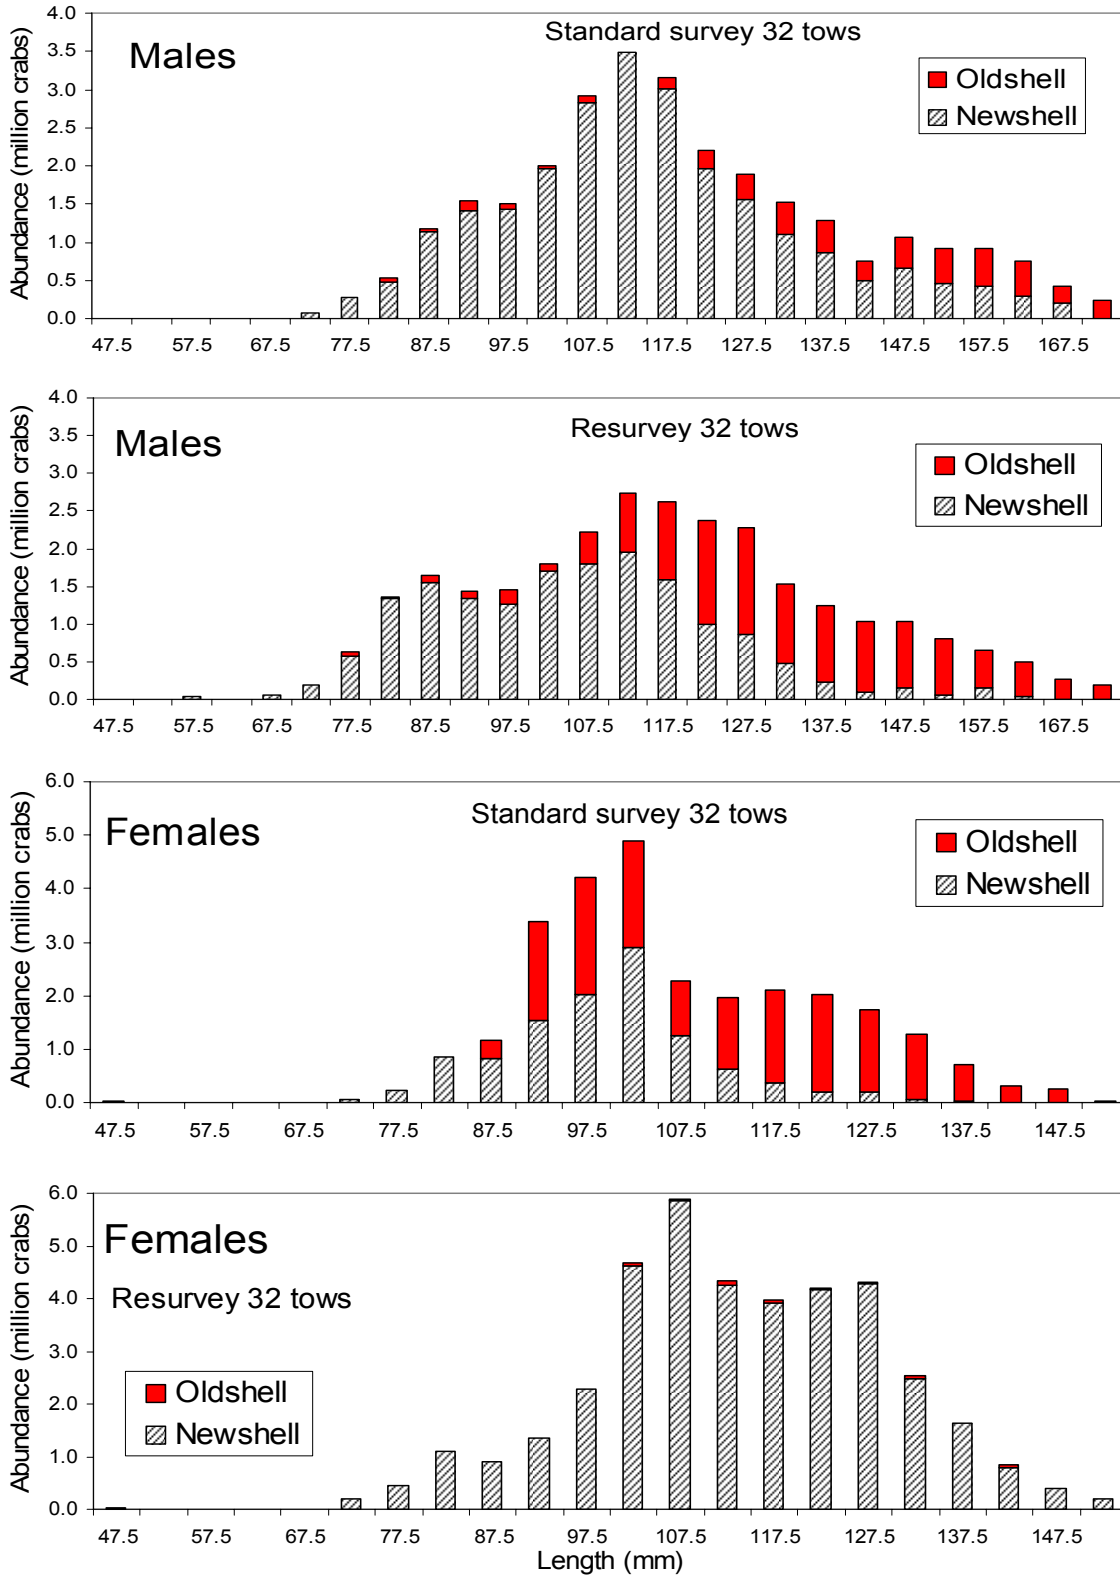 Males
Standard survey 32 tows
Oldshell
Newshell
Abundance (million crabs)
4.0
3.5
3.0
2.5
2.0
1.5
1.0
0.5
0.0
47.5 57.5 67.5 77.5 87.5 97.5 107.5 117.5 127.5 137.5 147.5 157.5 167.5
Males
Resurvey 32 tows
Oldshell
Newshell
Abundance (million crabs)
4.0
3.5
3.0
2.5
2.0
1.5
1.0
0.5
0.0
47.5 57.5 67.5 77.5 87.5 97.5 107.5 117.5 127.5 137.5 147.5 157.5 167.5
Females
Standard survey 32 tows
Oldshell
Newshell
Abundance (million crabs)
6.0
5.0
4.0
3.0
2.0
1.0
0.0
47.5 57.5 67.5 77.5 87.5 97.5 107.5 117.5 127.5 137.5 147.5
Females
Resurvey 32 tows
Oldshell
Newshell
Abundance (million crabs)
6.0
5.0
4.0
3.0
2.0
1.0
0.0
47.5 57.5 67.5 77.5 87.5 97.5 107.5 117.5 127.5 137.5 147.5
Length (mm)